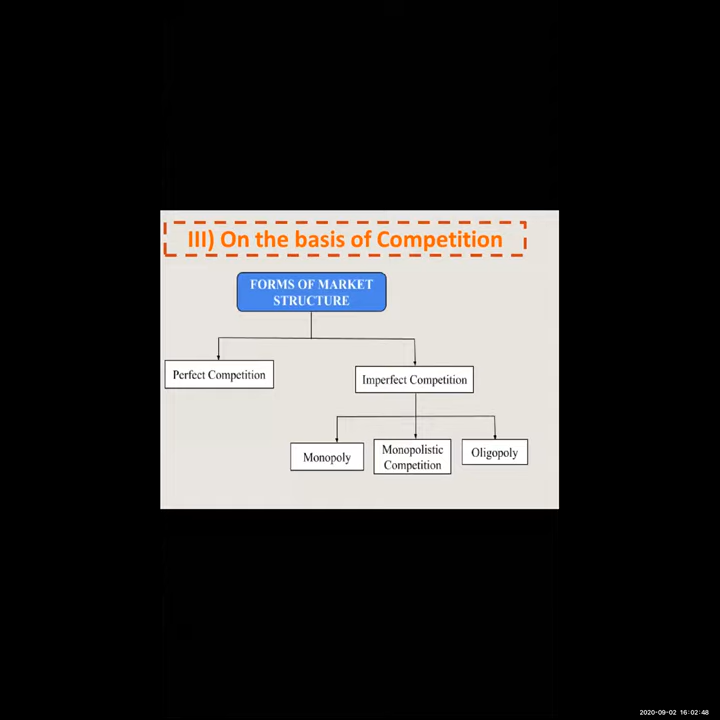 III) On the basis of Competition
FORMS OF MARKET
STRUCTURE
Perfect Competition
Imperfect Competition
Monopoly
Monopolistic
Competition
Oligopoly
2020-09-02 16:02:48